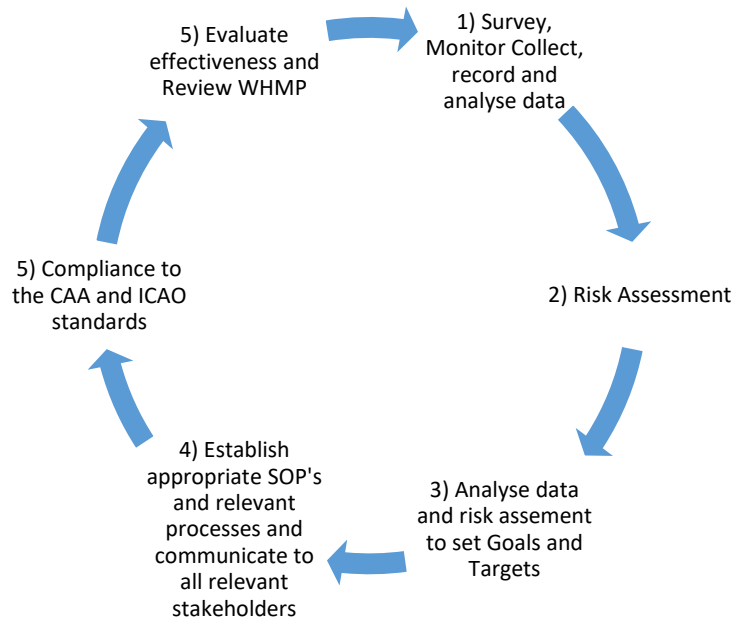 1) Survey,
Monitor Collect,
record and
analyse data
2) Risk Assessment
3) Analyse data
and risk assement
to set Goals and
Targets
4) Establish
appropriate SOP's
and relevant
processes and
communicate to
all relevant
stakeholders
5) Compliance to
the CAA and ICAO
standards
5) Evaluate
effectiveness and
Review WHMP